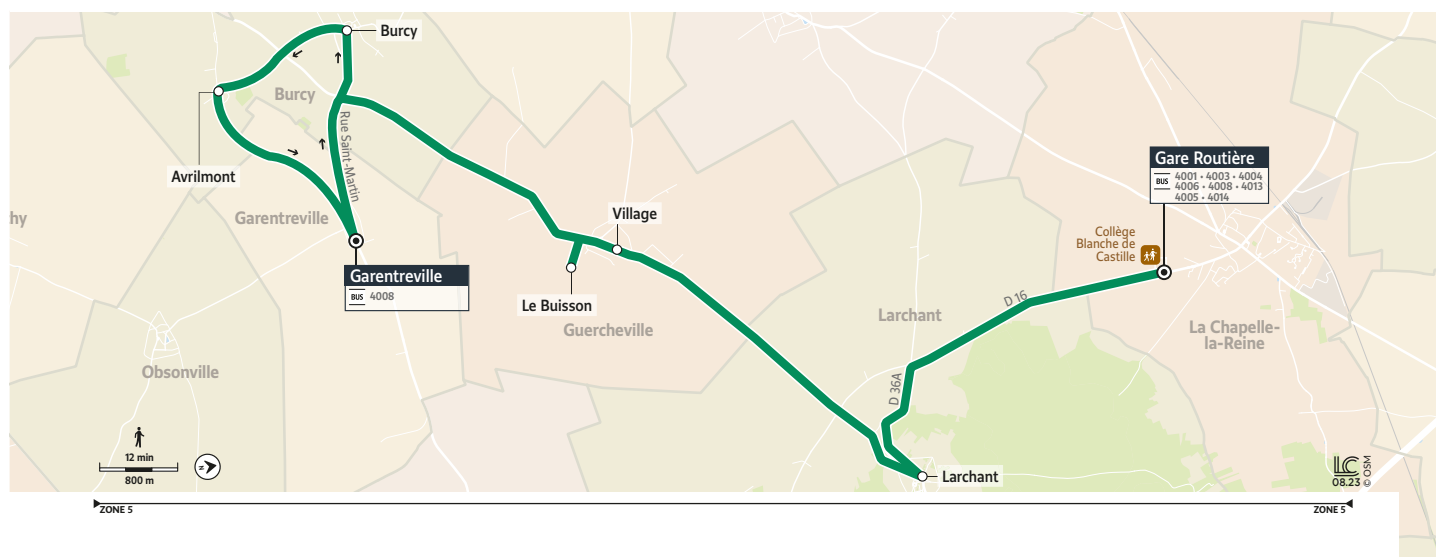 Burcy
Burcy
Rue Saint-Martin
Avrilmont
Garentreville
hy
Garentreville
BUS 4008
Village
Le Buisson
Guercheville
Obsonville
Gare Routière
BUS
4001 • 4003 • 4004
4006 • 4008 • 4013
4005 • 4014
Collège
Blanche de
Castille
D 16
Larchant
D 36A
La Chapelle-
la-Reine
Larchant
12 min
800 m
N
LC
08.23 © OSM
ZONE 5
ZONE 5